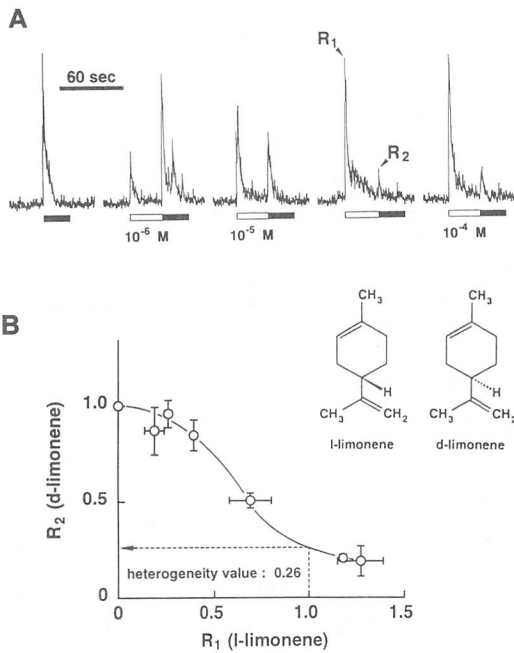 A
R1
60 sec
R2
10-6 M
10-5 M
10-4 M
B
CH3
CH3
H
H
CH3
CH2
CH3
CH2
l-limonene
d-limonene
1.0
0.5
0
R2 (d-limonene)
heterogeneity value : 0.26
0
0.5
1.0
1.5
R1 (l-limonene)